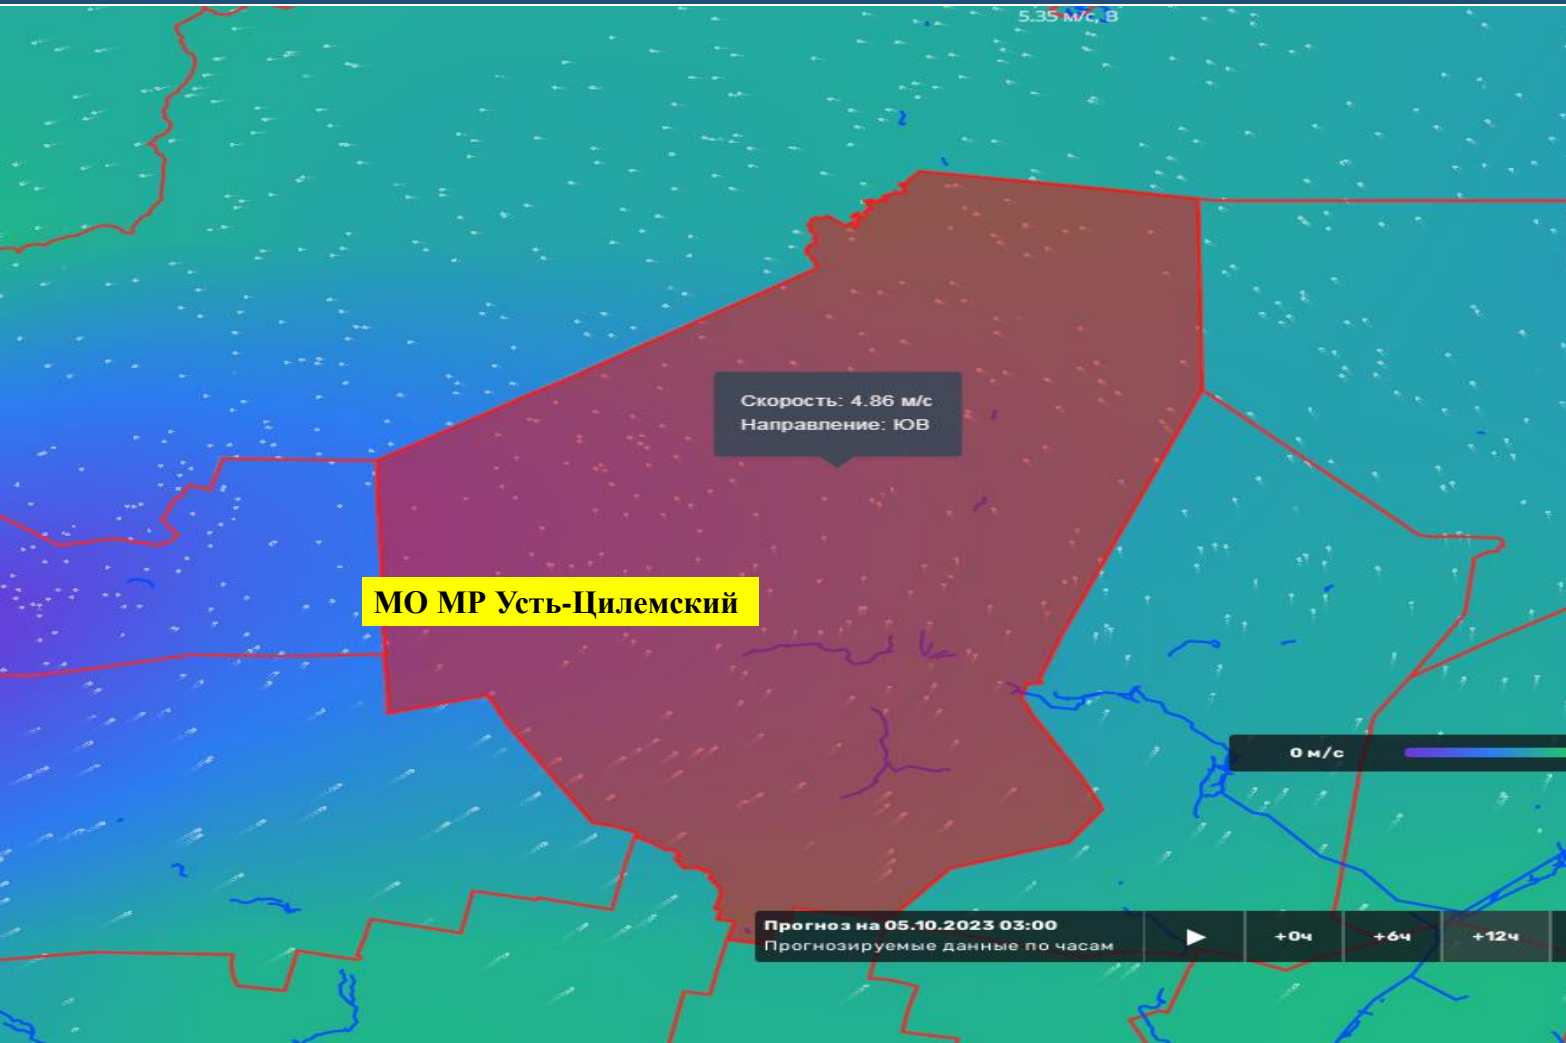 5.35 м/с, В
Скорость: 4.86 м/с
Направление: ЮВ
МО МР Усть-Цилемский
0 м/с
Прогноз на 05.10.2023 03:00
Прогнозируемые данные по часам
+0ч
+6ч
+12ч